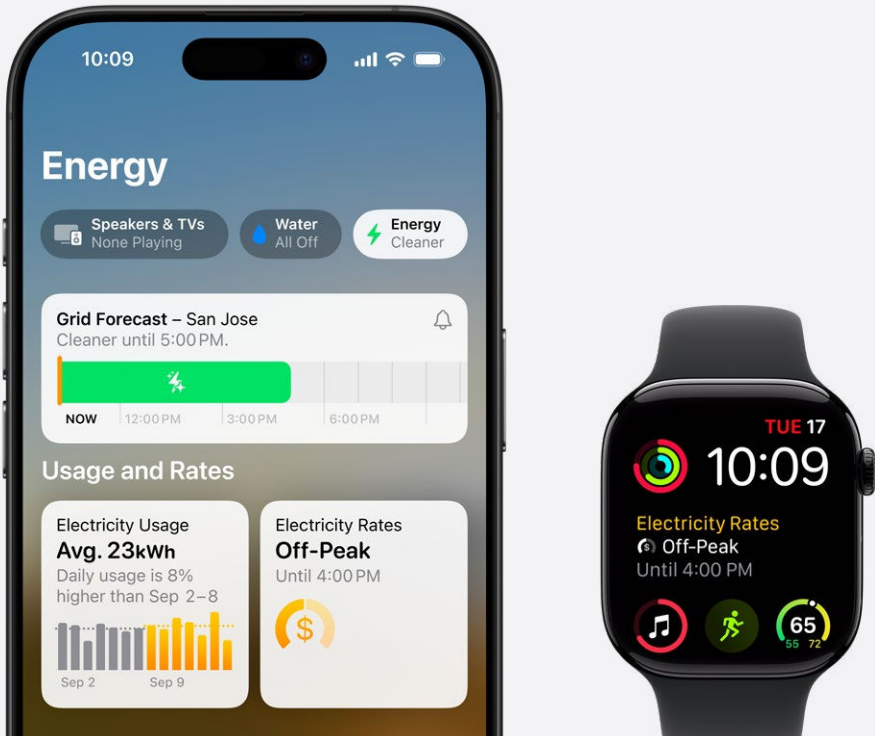 10:09
Energy
Speakers & TVs
None Playing
Water
All Off
Energy
Cleaner
Grid Forecast – San Jose
Cleaner until 5:00 PM.
NOW
12:00 PM
3:00 PM
6:00 PM
Usage and Rates
Electricity Usage
Avg. 23kWh
Daily usage is 8%
higher than Sep 2–8
Sep 2
Sep 9
Electricity Rates
Off-Peak
Until 4:00 PM
$
TUE 17
10:09
Electricity Rates
$ Off-Peak
Until 4:00 PM
65
55 72